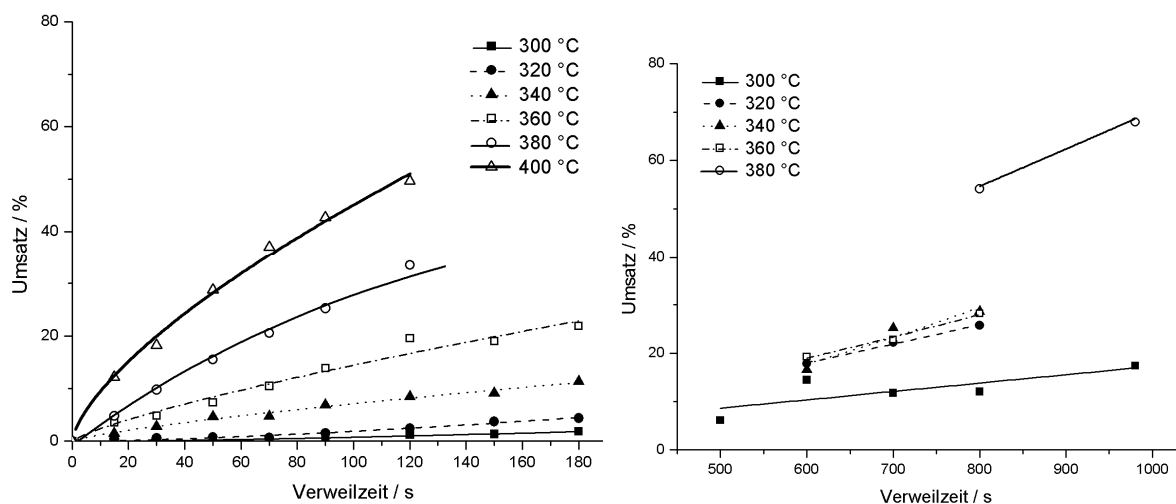 80
60
40
20
0
0 20 40 60 80 100 120 140 160 180
Umsatz / %
Verweilzeit / s
300 °C
320 °C
340 °C
360 °C
380 °C
400 °C
80
60
40
20
0
500 600 700 800 900 1000
Umsatz / %
Verweilzeit / s
300 °C
320 °C
340 °C
360 °C
380 °C